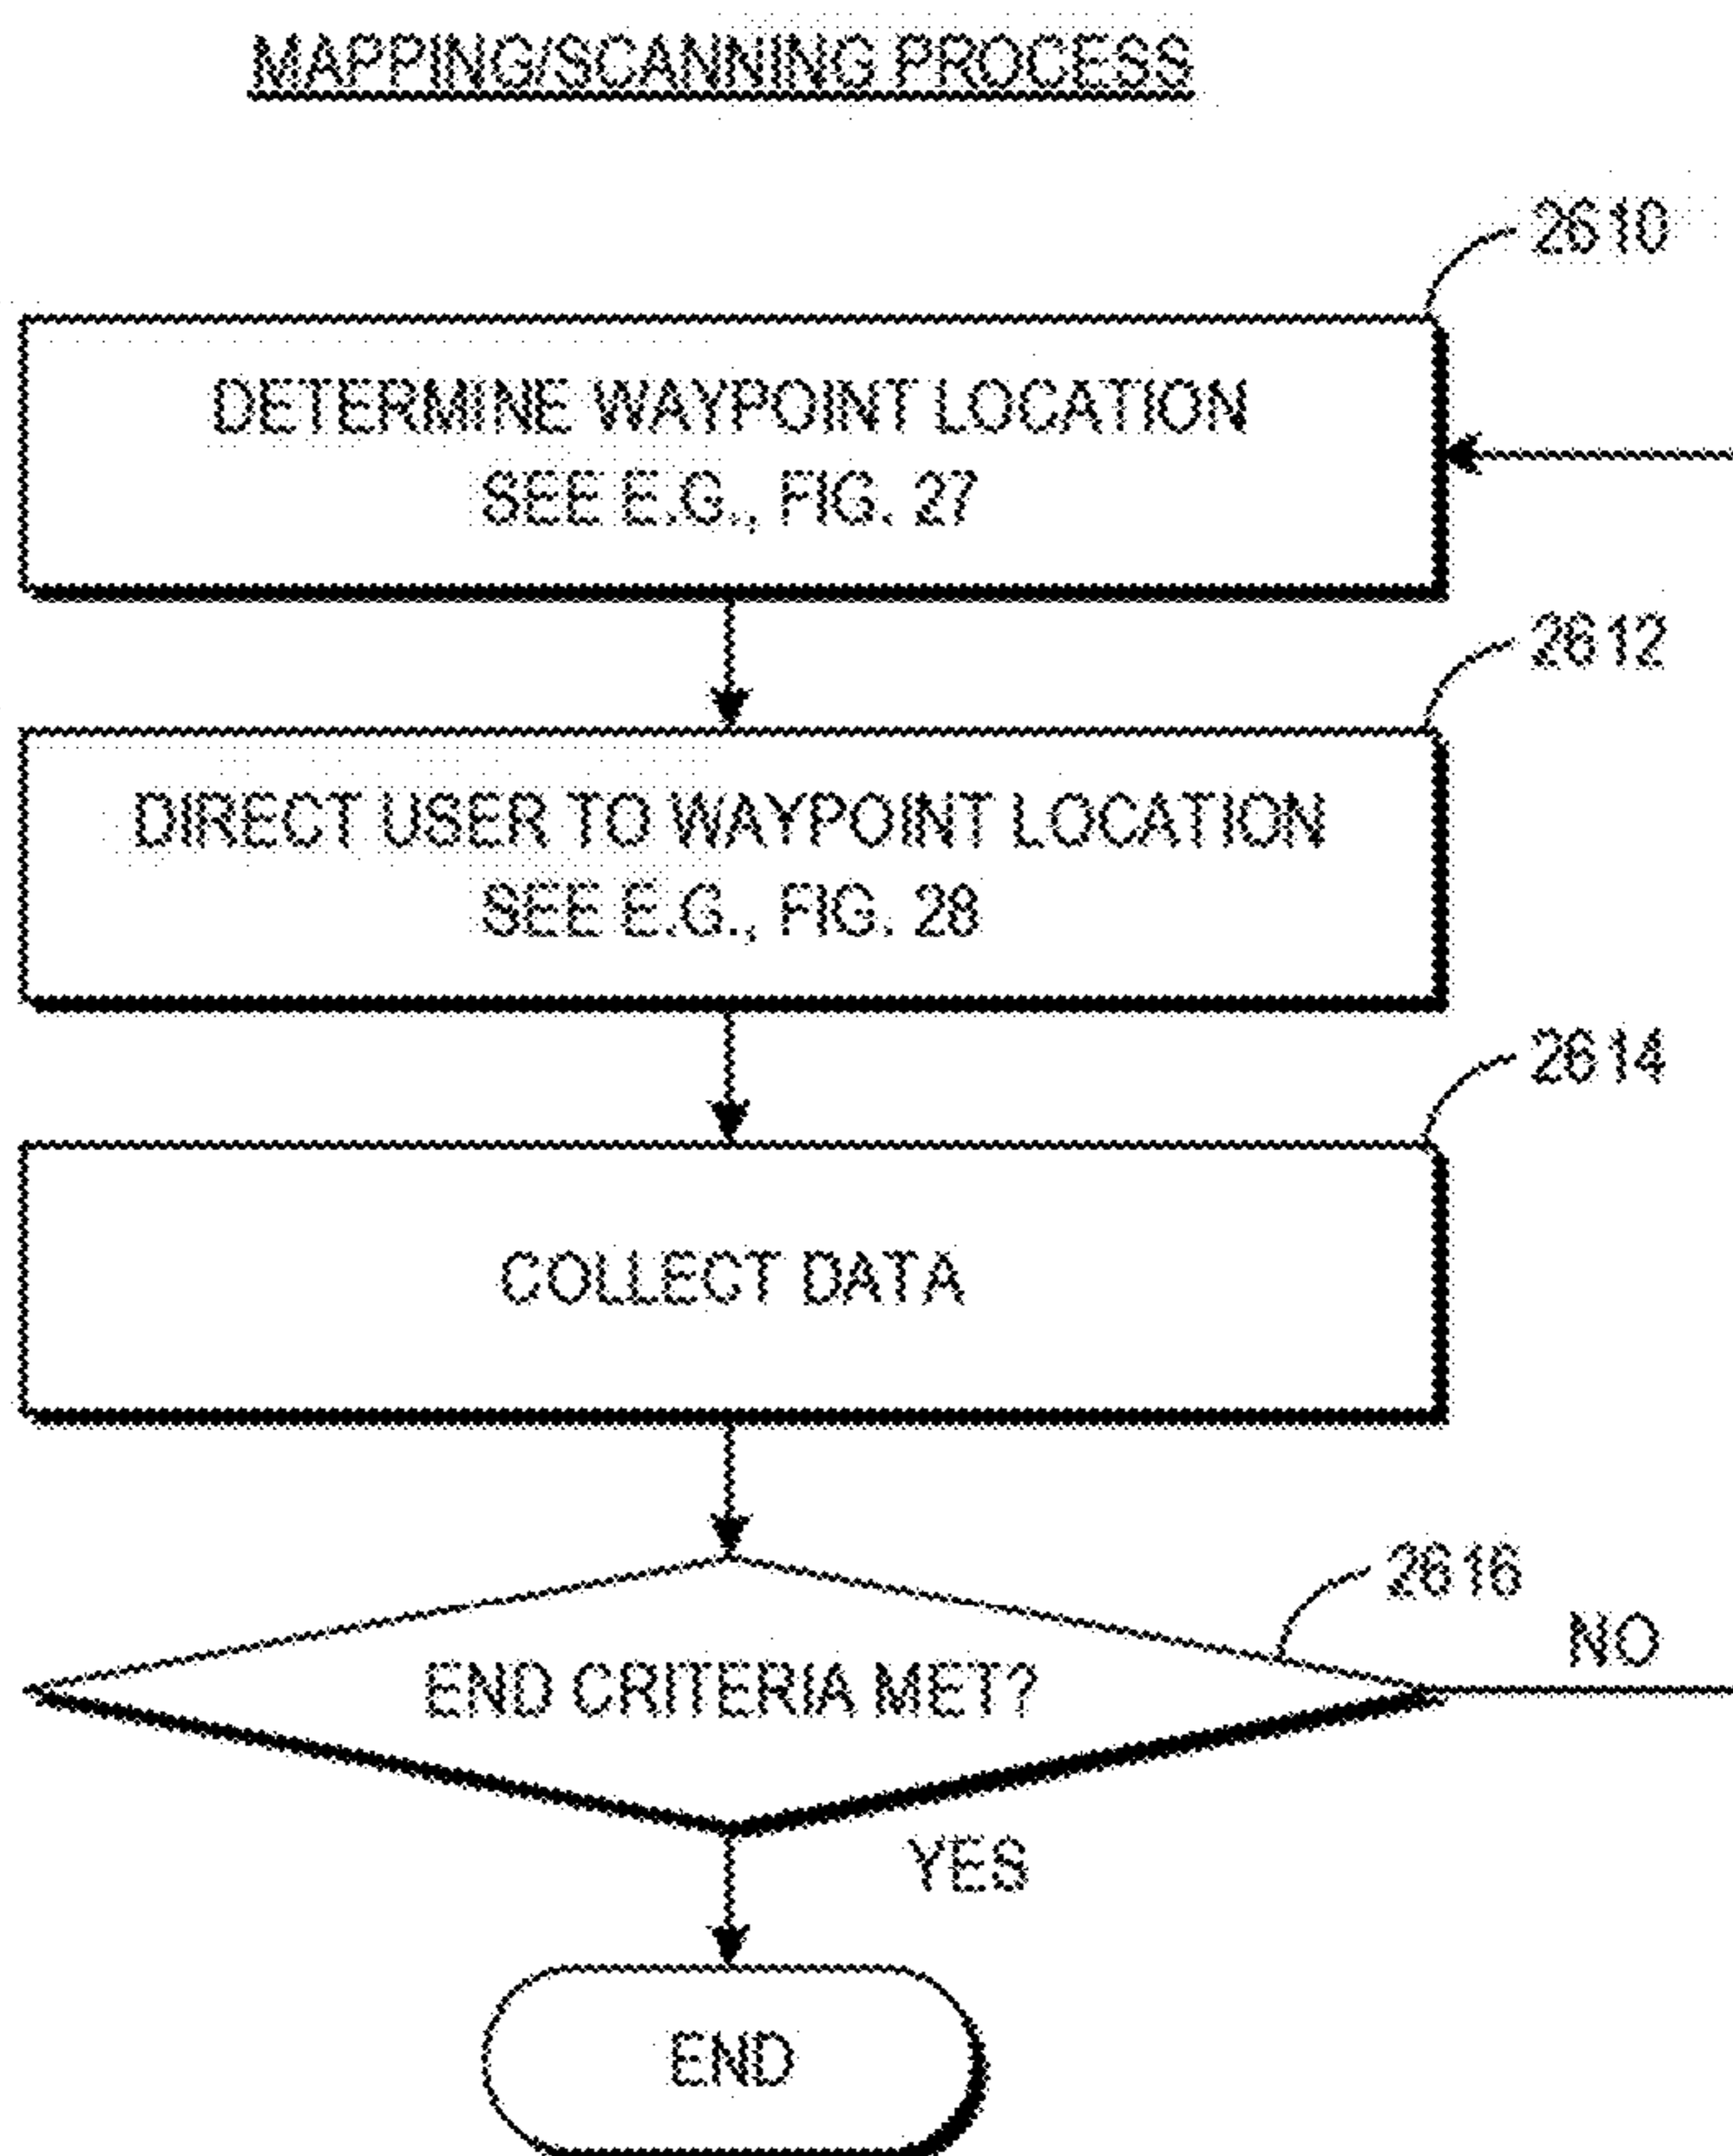 MAPPING/SCANNING PROCESS
2610
DETERMINE WAYPOINT LOCATION
SEE E.G., FIG. 27
2612
DIRECT USER TO WAYPOINT LOCATION
SEE E.G., FIG. 28
2614
COLLECT DATA
2616
NO
END CRITERIA MET?
YES
END